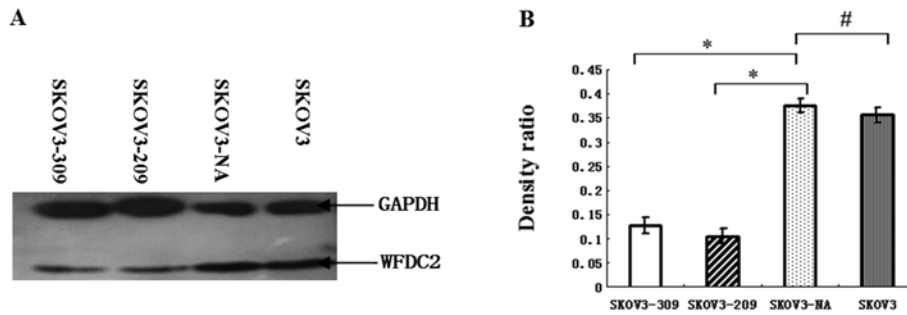 A
SKOV3-309
SKOV3-209
SKOV3-NA
SKOV3
GAPDH
WFDC2
B
#
*
*
Density ratio
0.45
0.4
0.35
0.3
0.25
0.2
0.15
0.1
0.05
0
SKOV3-309 SKOV3-209 SKOV3-NA SKOV3